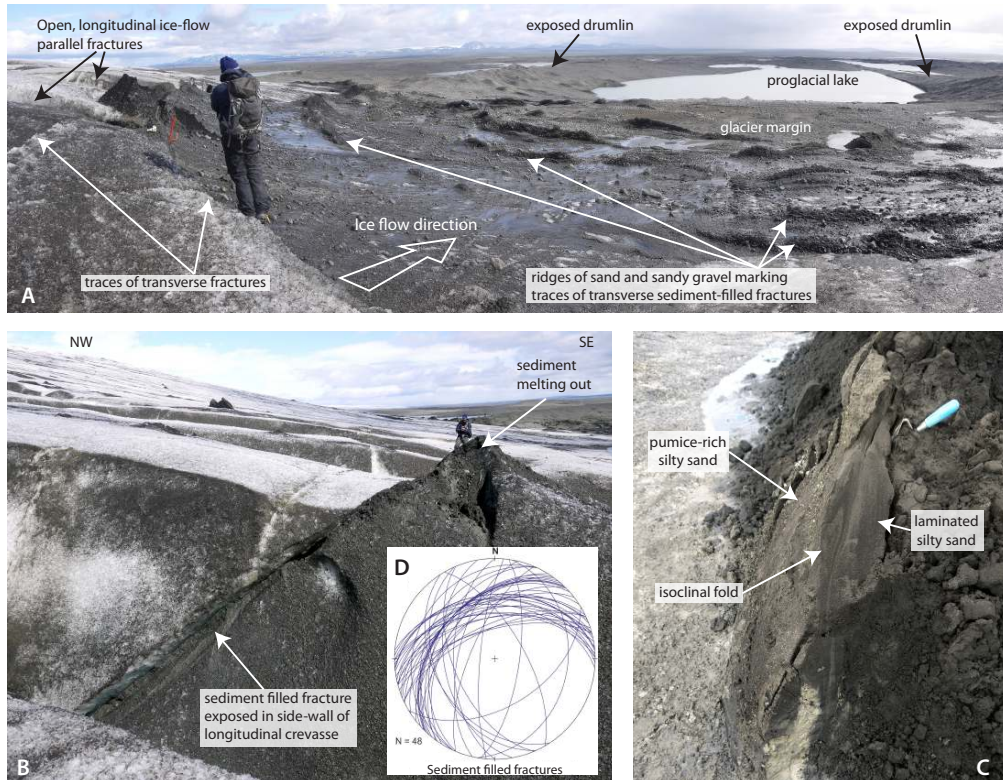 Open, longitudinal ice-flow
parallel fractures
exposed drumlin
exposed drumlin
proglacial lake
glacier margin
Ice flow direction
traces of transverse fractures
ridges of sand and sandy gravel marking
traces of transverse sediment-filled fractures
A
NW
SE
sediment
melting out
sediment filled fracture
exposed in side-wall of
longitudinal crevasse
B
D
N
N = 48
Sediment filled fractures
pumice-rich
silty sand
laminated
silty sand
isoclinal fold
C